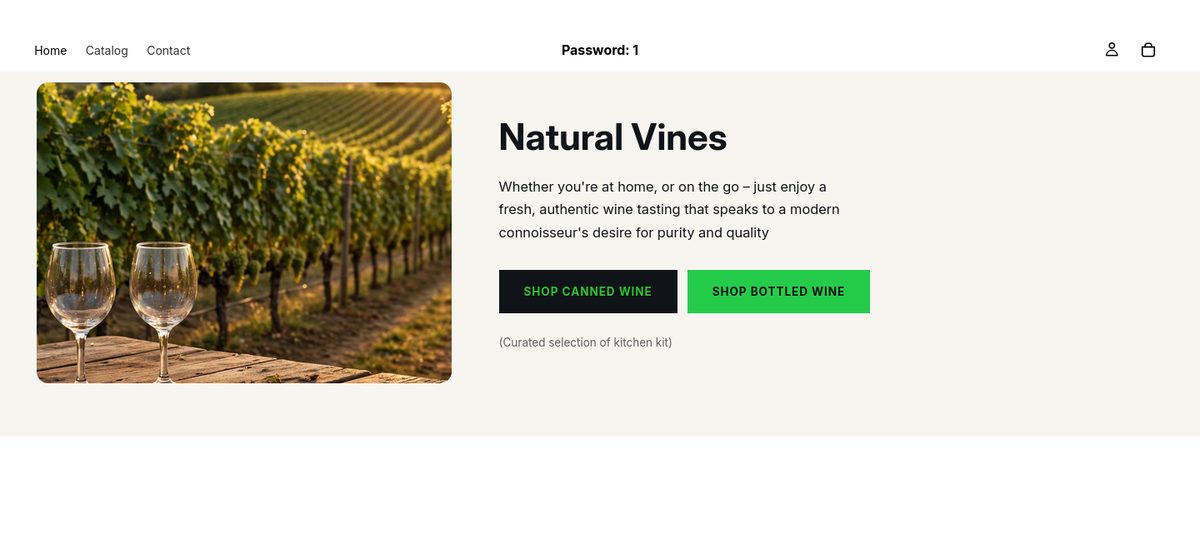 Home Catalog Contact Password: 1
Natural Vines
Whether you're at home, or on the go – just enjoy a
fresh, authentic wine tasting that speaks to a modern
connoisseur's desire for purity and quality
SHOP CANNED WINE SHOP BOTTLED WINE
(Curated selection of kitchen kit)